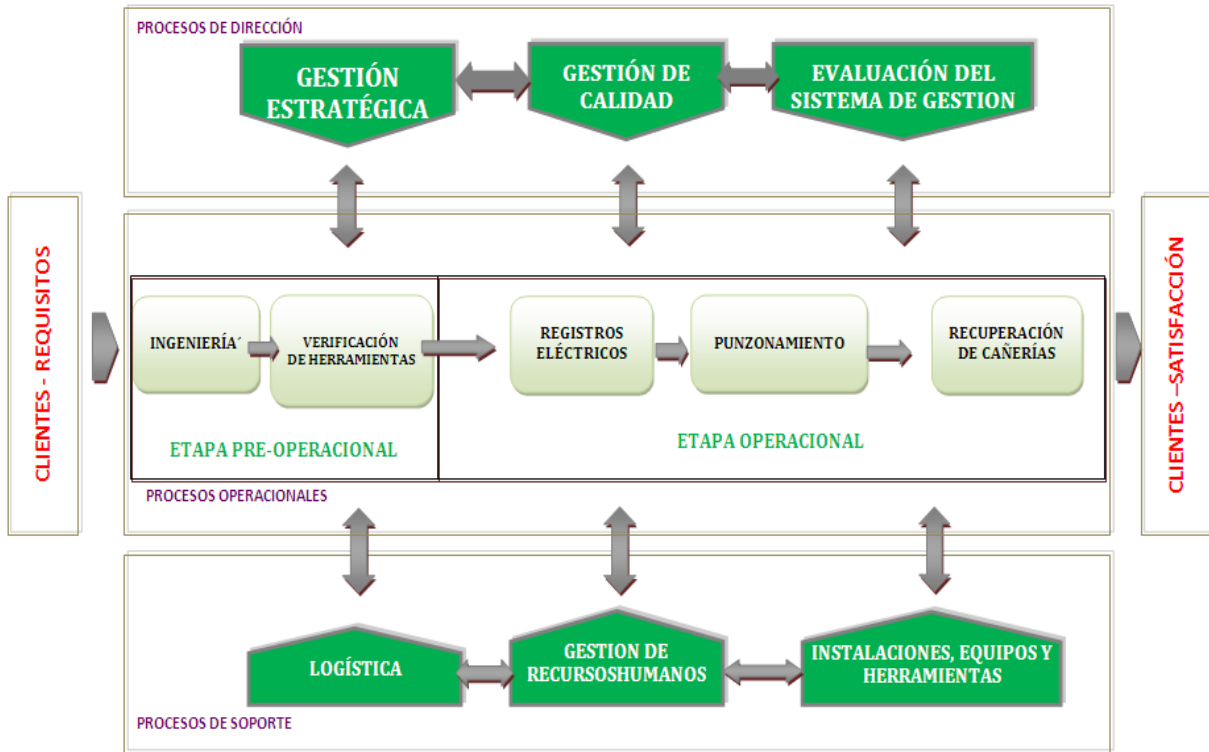 PROCESOS DE DIRECCIÓN
GESTIÓN
ESTRATÉGICA
GESTIÓN DE
CALIDAD
EVALUACIÓN DEL
SISTEMA DE GESTION
CLIENTES - REQUISITOS
INGENIERÍA´
VERIFICACIÓN
DE HERRAMIENTAS
REGISTROS
ELÉCTRICOS
PUNZONAMIENTO
RECUPERACIÓN
DE CAÑERÍAS
ETAPA PRE-OPERACIONAL
ETAPA OPERACIONAL
PROCESOS OPERACIONALES
CLIENTES –SATISFACCIÓN
LOGÍSTICA
GESTION DE
RECURSOSHUMANOS
INSTALACIONES, EQUIPOS Y
HERRAMIENTAS
PROCESOS DE SOPORTE